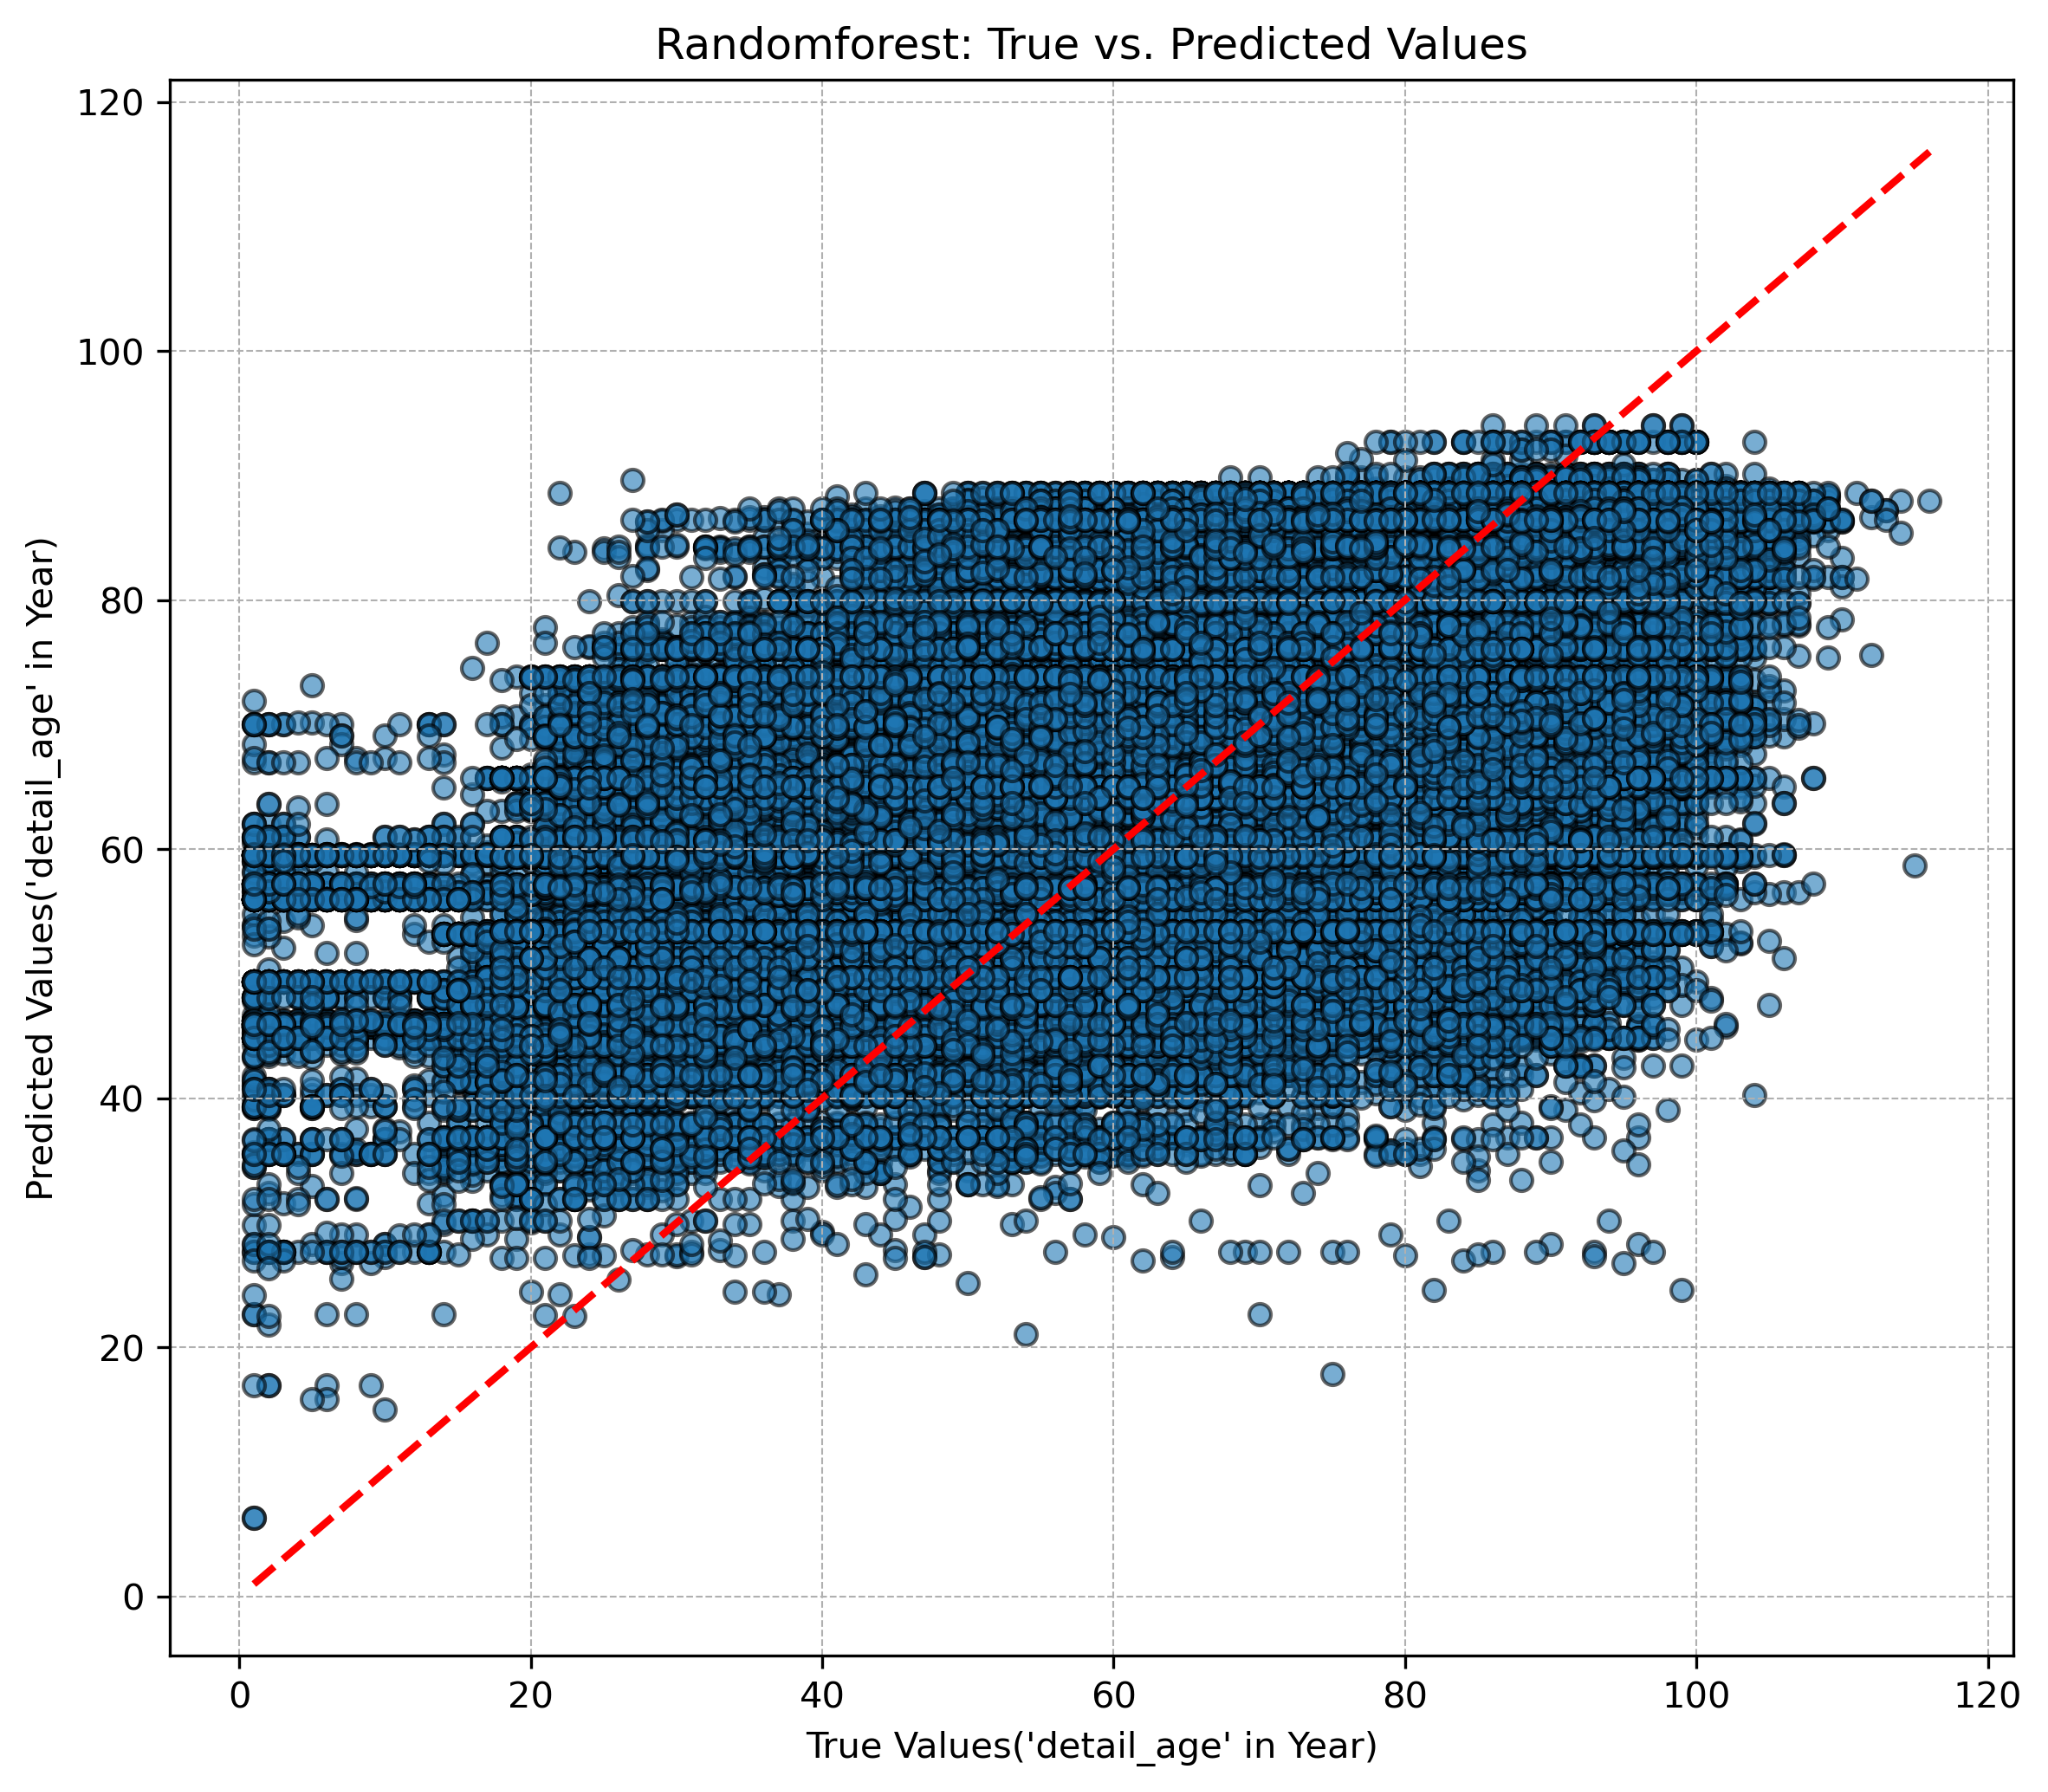 Randomforest: True vs. Predicted Values
120
100
80
60
40
20
0
Predicted Values('detail_age' in Year)
0 20 40 60 80 100 120
True Values('detail_age' in Year)